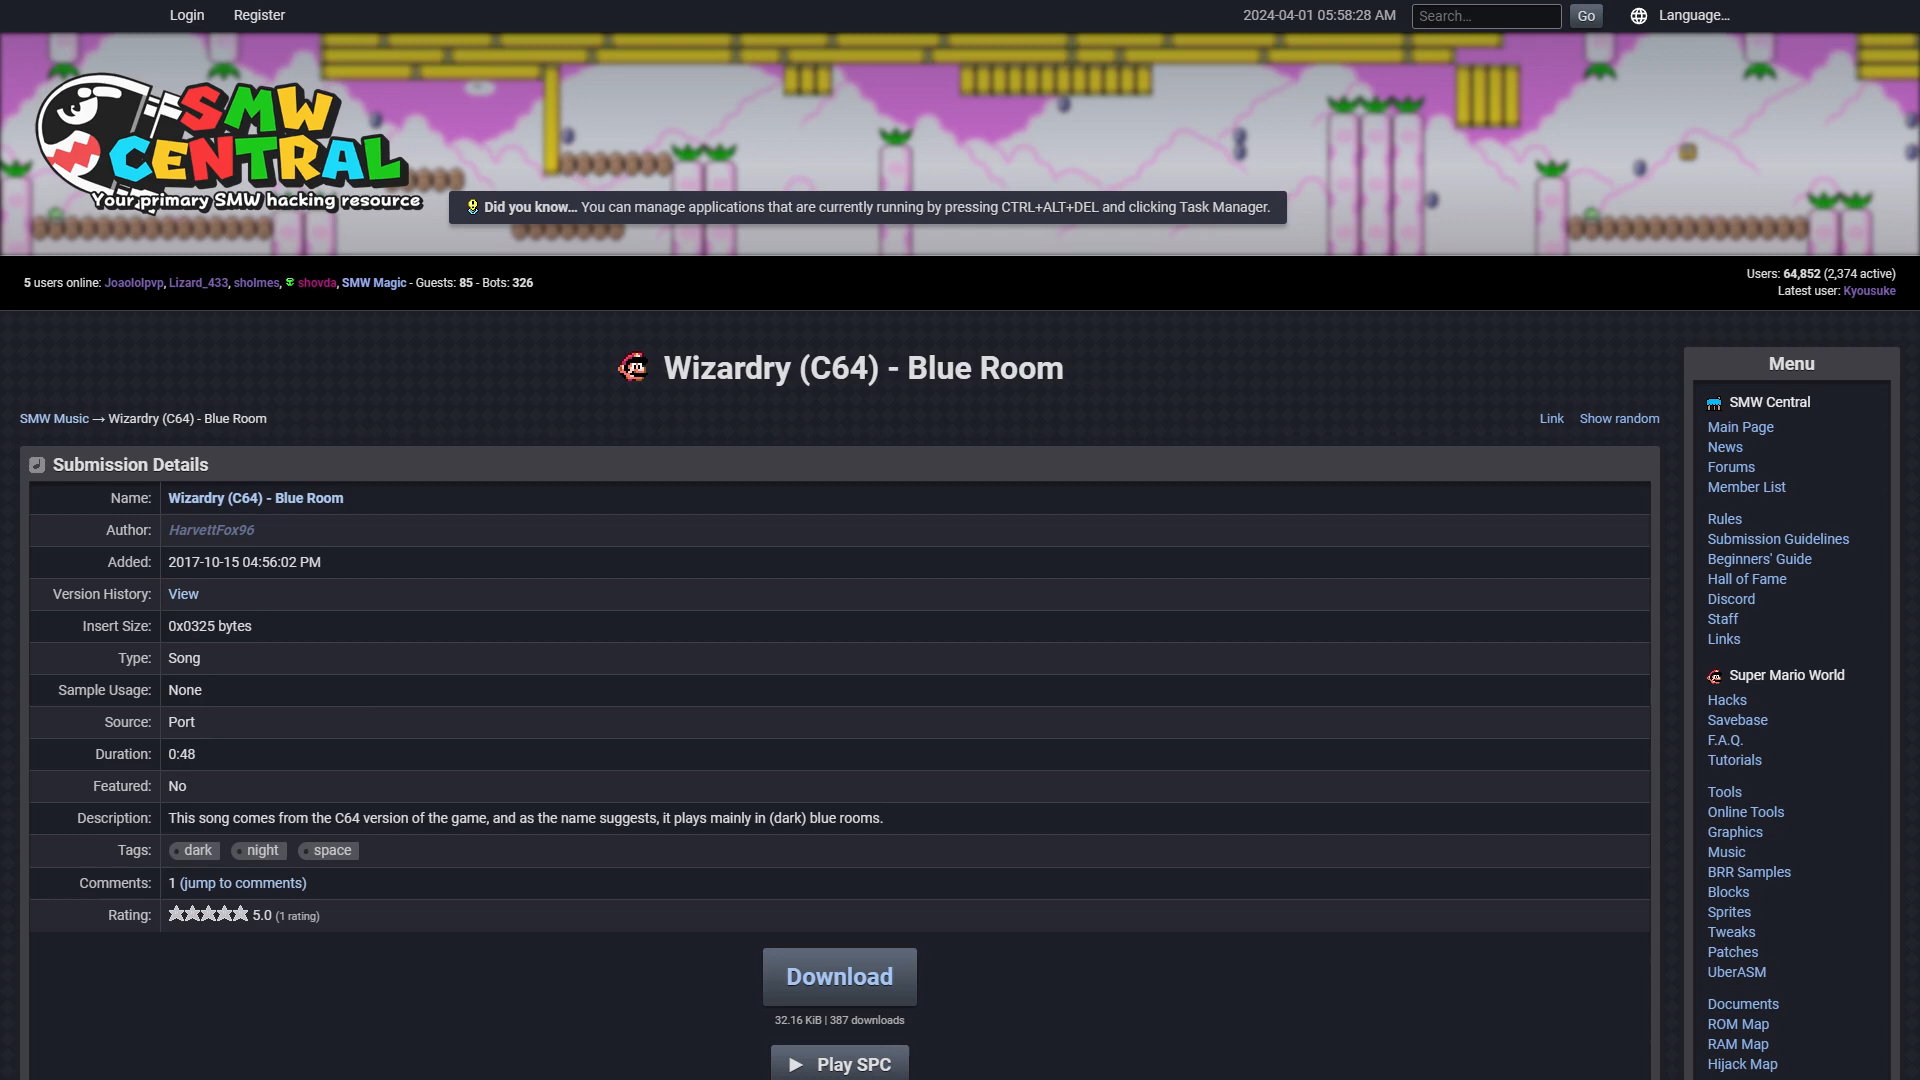 Login Register 2024-04-01 05:58:28 AM Search... Go Language...
SMW
CENTRAL
Your primary SMW hacking resource
Did you know... You can manage applications that are currently running by pressing CTRL+ALT+DEL and clicking Task Manager.
5 users online: Joaololpvp, Lizard_433, sholmes, shovda, SMW Magic - Guests: 85 - Bots: 326
Users: 64,852 (2,374 active)
Latest user: Kyousuke
Wizardry (C64) - Blue Room
SMW Music → Wizardry (C64) - Blue Room
Link Show random
Submission Details
Name: Wizardry (C64) - Blue Room
Author: HarvettFox96
Added: 2017-10-15 04:56:02 PM
Version History: View
Insert Size: 0x0325 bytes
Type: Song
Sample Usage: None
Source: Port
Duration: 0:48
Featured: No
Description: This song comes from the C64 version of the game, and as the name suggests, it plays mainly in (dark) blue rooms.
Tags: dark night space
Comments: 1 (jump to comments)
Rating: 5.0 (1 rating)
Download
32.16 KiB | 387 downloads
Play SPC
Menu
SMW Central
Main Page
News
Forums
Member List
Rules
Submission Guidelines
Beginners' Guide
Hall of Fame
Discord
Staff
Links
Super Mario World
Hacks
Savebase
F.A.Q.
Tutorials
Tools
Online Tools
Graphics
Music
BRR Samples
Blocks
Sprites
Tweaks
Patches
UberASM
Documents
ROM Map
RAM Map
Hijack Map